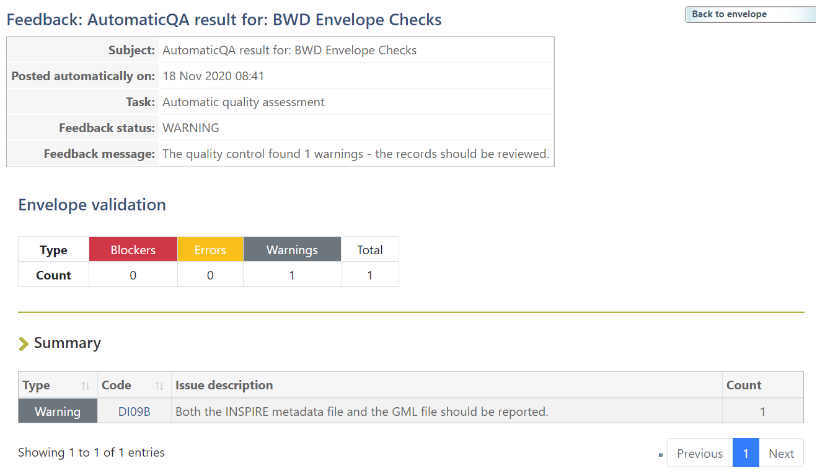 Feedback: AutomaticQA result for: BWD Envelope Checks
Back to envelope
Subject: AutomaticQA result for: BWD Envelope Checks
Posted automatically on: 18 Nov 2020 08:41
Task: Automatic quality assessment
Feedback status: WARNING
Feedback message: The quality control found 1 warnings - the records should be reviewed.
Envelope validation
Type Blockers Errors Warnings Total
Count 0 0 1 1
Summary
Type Code Issue description Count
Warning DI09B Both the INSPIRE metadata file and the GML file should be reported. 1
Showing 1 to 1 of 1 entries
Previous 1 Next